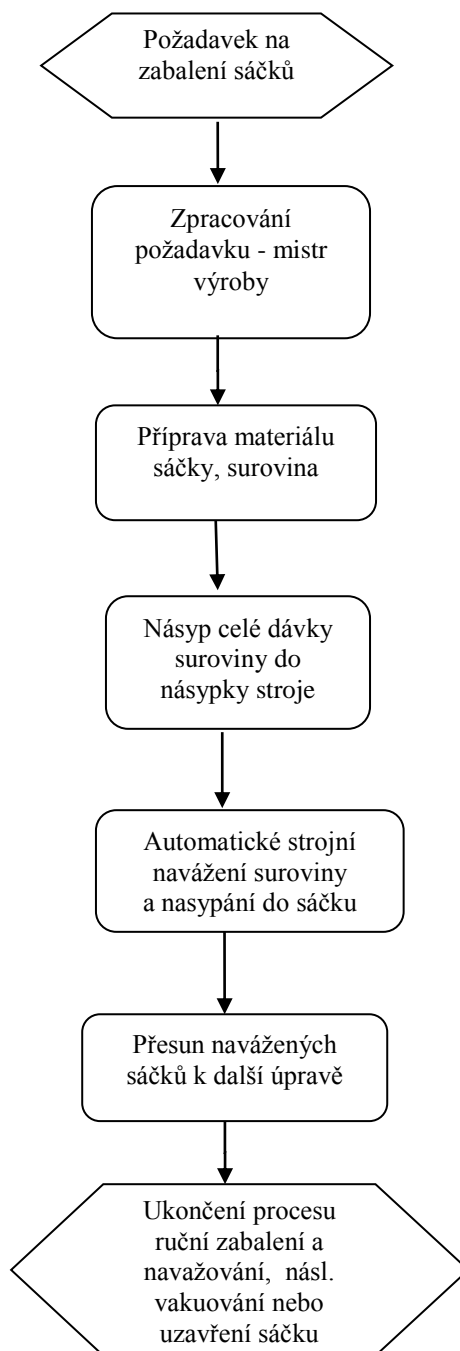 Požadavek na
zabalení sáčků
Zpracování
požadavku - mistr
výroby
Příprava materiálu
sáčky, surovina
Násyp celé dávky
suroviny do
násypky stroje
Automatické strojní
navážení suroviny
a nasypání do sáčku
Přesun navážených
sáčků k další úpravě
Ukončení procesu
ruční zabalení a
navažování, násl.
vakuování nebo
uzavření sáčku